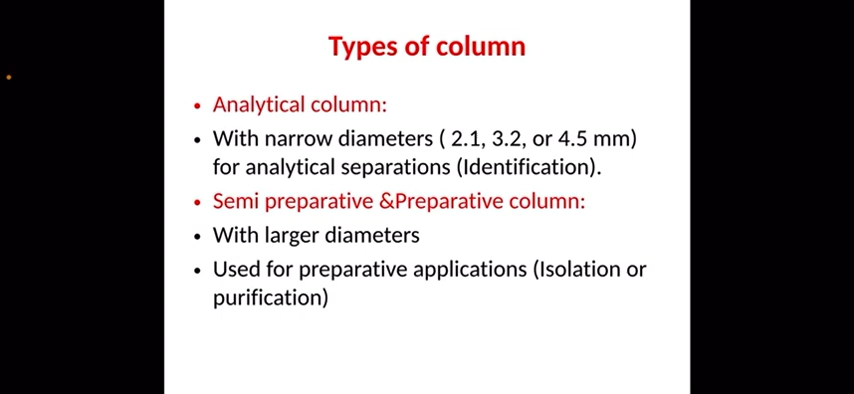 Types of column
• Analytical column:
• With narrow diameters ( 2.1, 3.2, or 4.5 mm)
for analytical separations (Identification).
• Semi preparative &Preparative column:
• With larger diameters
• Used for preparative applications (Isolation or
purification)